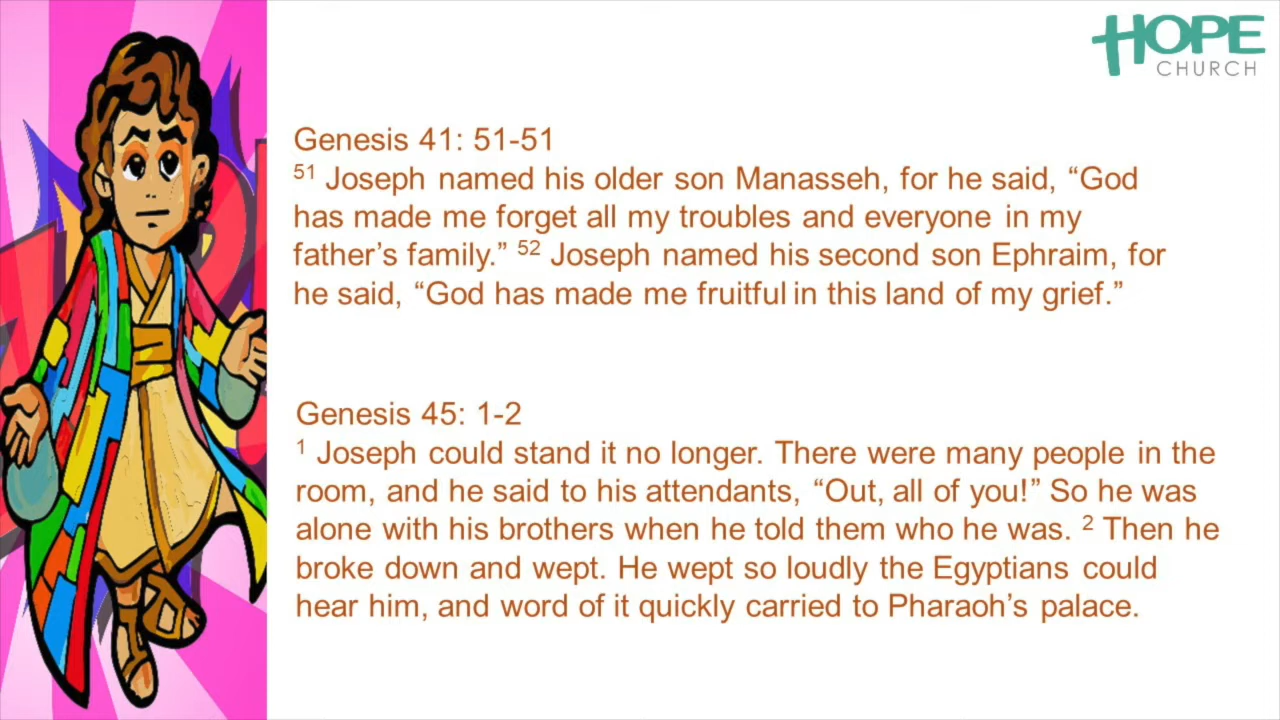 HOPE
CHURCH
Genesis 41: 51-51
51 Joseph named his older son Manasseh, for he said, “God
has made me forget all my troubles and everyone in my
father’s family.” 52 Joseph named his second son Ephraim, for
he said, “God has made me fruitful in this land of my grief.”
Genesis 45: 1-2
1 Joseph could stand it no longer. There were many people in the
room, and he said to his attendants, “Out, all of you!” So he was
alone with his brothers when he told them who he was. 2 Then he
broke down and wept. He wept so loudly the Egyptians could
hear him, and word of it quickly carried to Pharaoh’s palace.